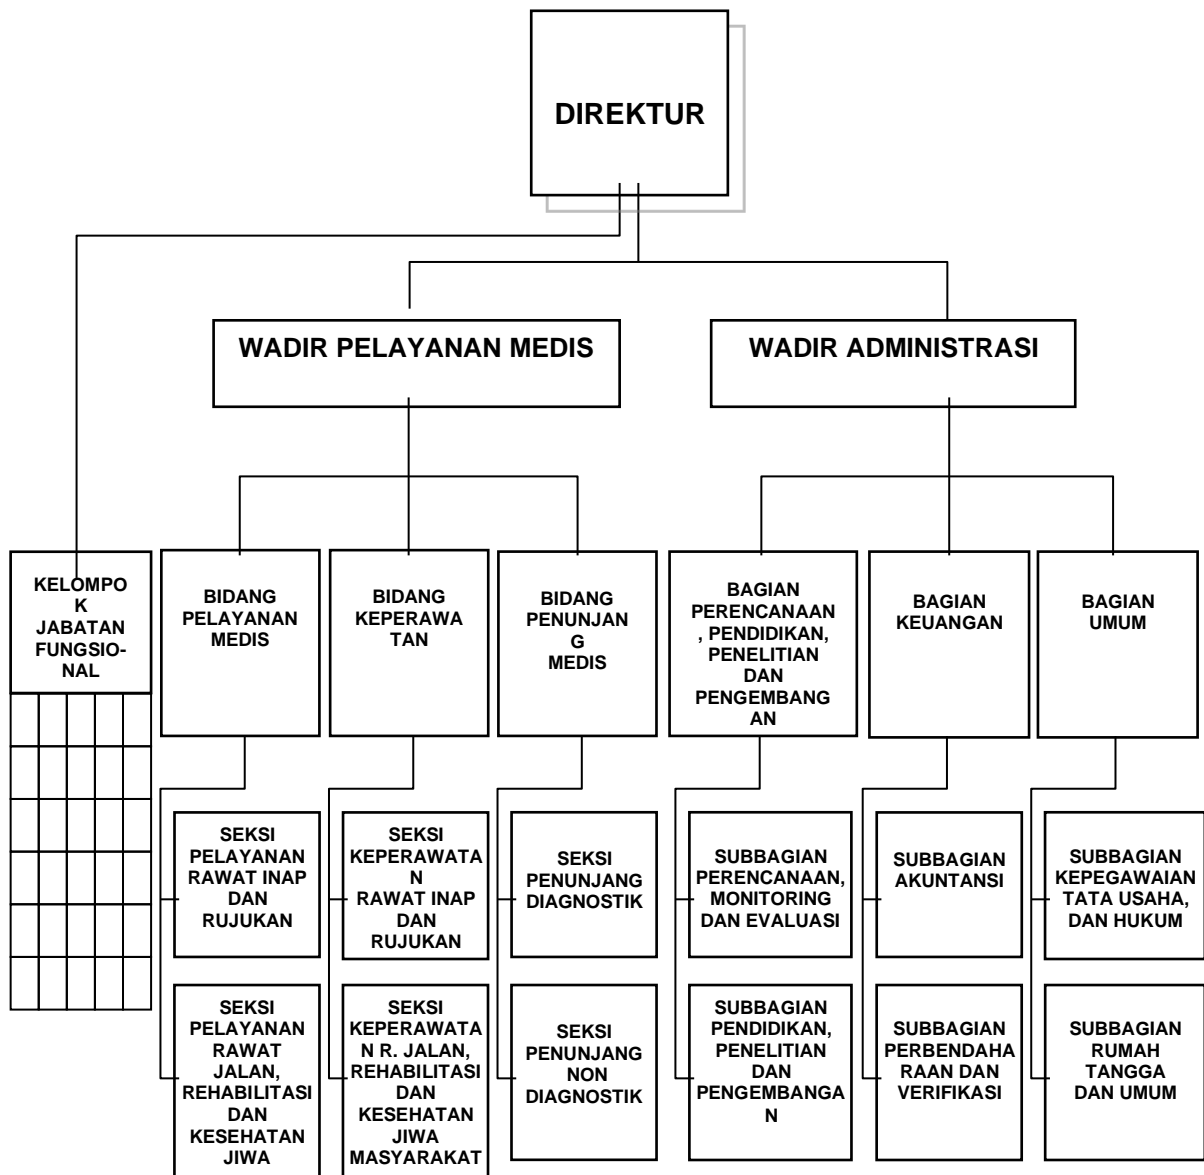 DIREKTUR
WADIR PELAYANAN MEDIS
WADIR ADMINISTRASI
KELOMPO
K
JABATAN
FUNGSIO-
NAL
BIDANG
PELAYANAN
MEDIS
BIDANG
KEPERAWA
TAN
BIDANG
PENUNJAN
G
MEDIS
BAGIAN
PERENCANAAN
, PENDIDIKAN,
PENELITIAN
DAN
PENGEMBANG
AN
BAGIAN
KEUANGAN
BAGIAN
UMUM
SEKSI
PELAYANAN
RAWAT INAP
DAN
RUJUKAN
SEKSI
KEPERAWATA
N
RAWAT INAP
DAN
RUJUKAN
SEKSI
PENUNJANG
DIAGNOSTIK
SUBBAGIAN
PERENCANAAN,
MONITORING
DAN EVALUASI
SUBBAGIAN
AKUNTANSI
SUBBAGIAN
KEPEGAWAIAN
TATA USAHA,
DAN HUKUM
SEKSI
PELAYANAN
RAWAT
JALAN,
REHABILITASI
DAN
KESEHATAN
JIWA
SEKSI
KEPERAWATA
N R. JALAN,
REHABILITASI
DAN
KESEHATAN
JIWA
MASYARAKAT
SEKSI
PENUNJANG
NON
DIAGNOSTIK
SUBBAGIAN
PENDIDIKAN,
PENELITIAN
DAN
PENGEMBANGA
N
SUBBAGIAN
PERBENDAHA
RAAN DAN
VERIFIKASI
SUBBAGIAN
RUMAH
TANGGA
DAN UMUM